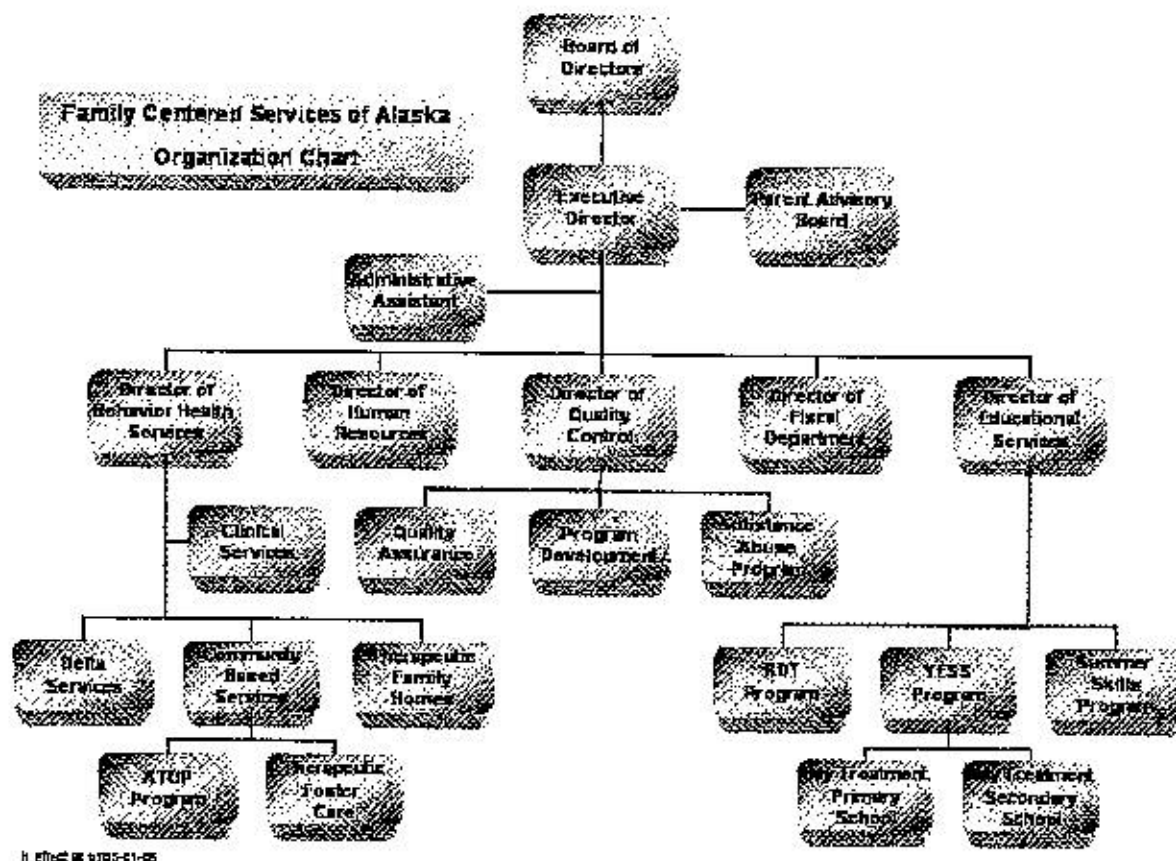 Board of
Directors
Family Centered Services of Alaska
Organization Chart
Executive
Director
Parent Advisory
Board
Administrative
Assistant
Director of
Behavior Health
Services
Director of
Human
Resources
Director of
Quality
Control
Director of
Fiscal
Department
Director of
Educational
Services
Clinical
Services
Quality
Assurance
Program
Development
Substance
Abuse
Program
Delta
Services
Community
Based
Services
Therapeutic
Family
Homes
Program
YESS
Program
Summer
Skills
Program
Program
Therapeutic
Foster
Care
Day Treatment
Primary
School
Day Treatment
Secondary
School